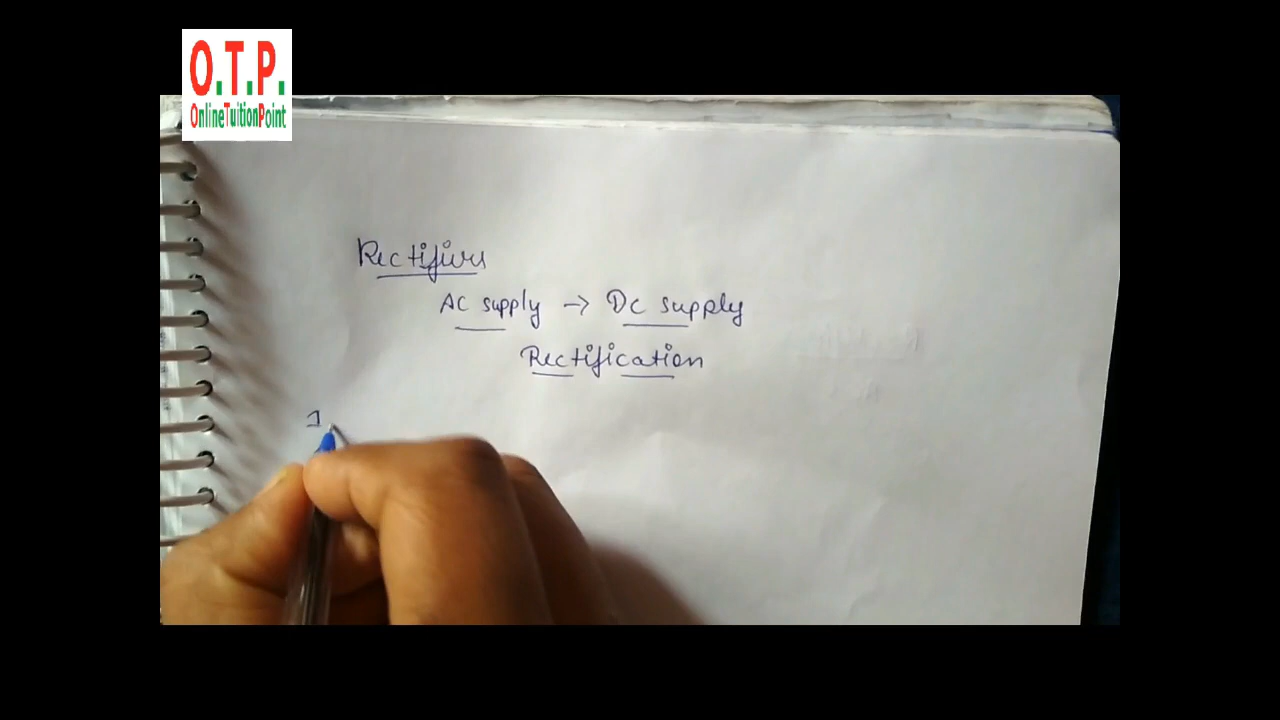 O.T.P.
OnlineTuitionPoint
Rectifiers
AC supply → DC supply
Rectification
1